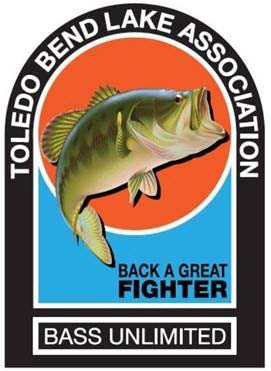 TOLEDO BEND LAKE ASSOCIATION
BACK A GREAT
FIGHTER
BASS UNLIMITED